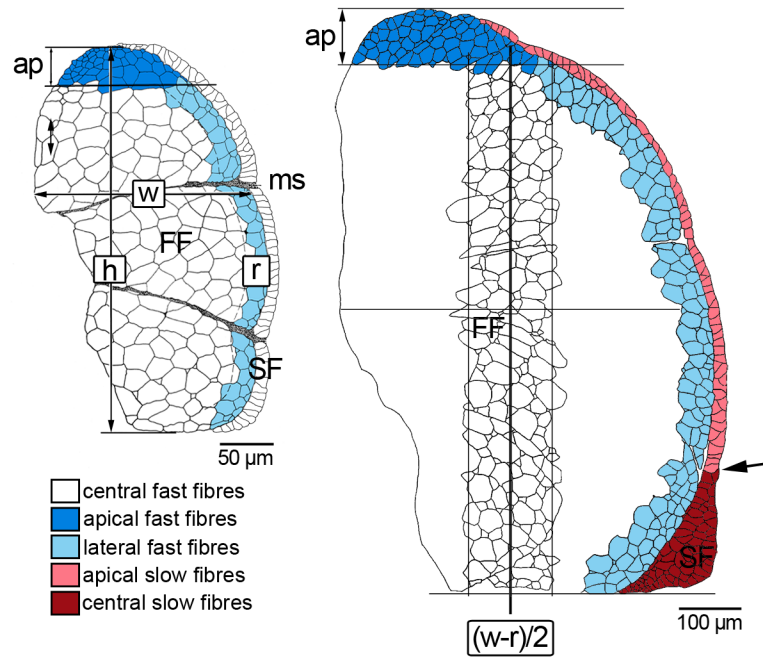 ap
w
ms
FF
h
r
SF
50 µm
central fast fibres
apical fast fibres
lateral fast fibres
apical slow fibres
central slow fibres
ap
FF
SF
100 µm
(w-r)/2